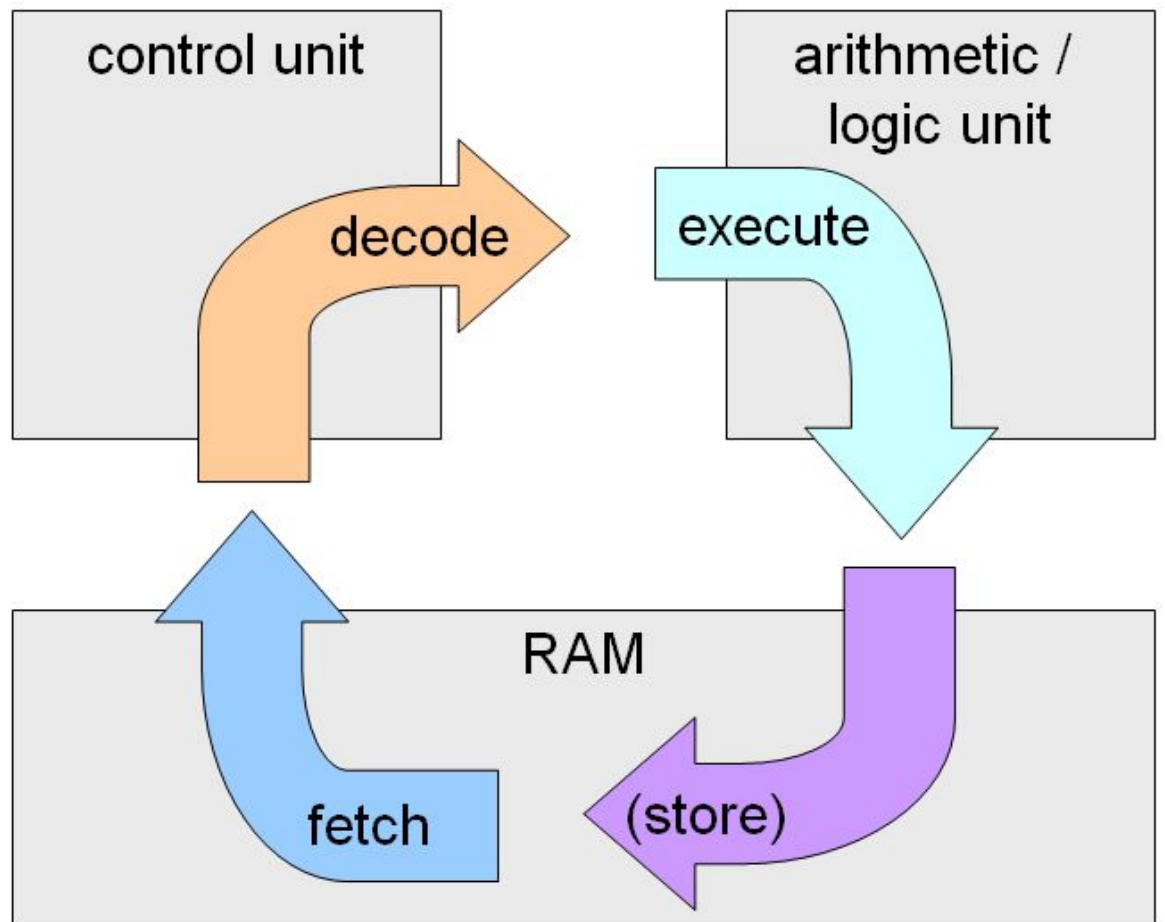 control unit
arithmetic /
logic unit
decode
execute
RAM
fetch
(store)